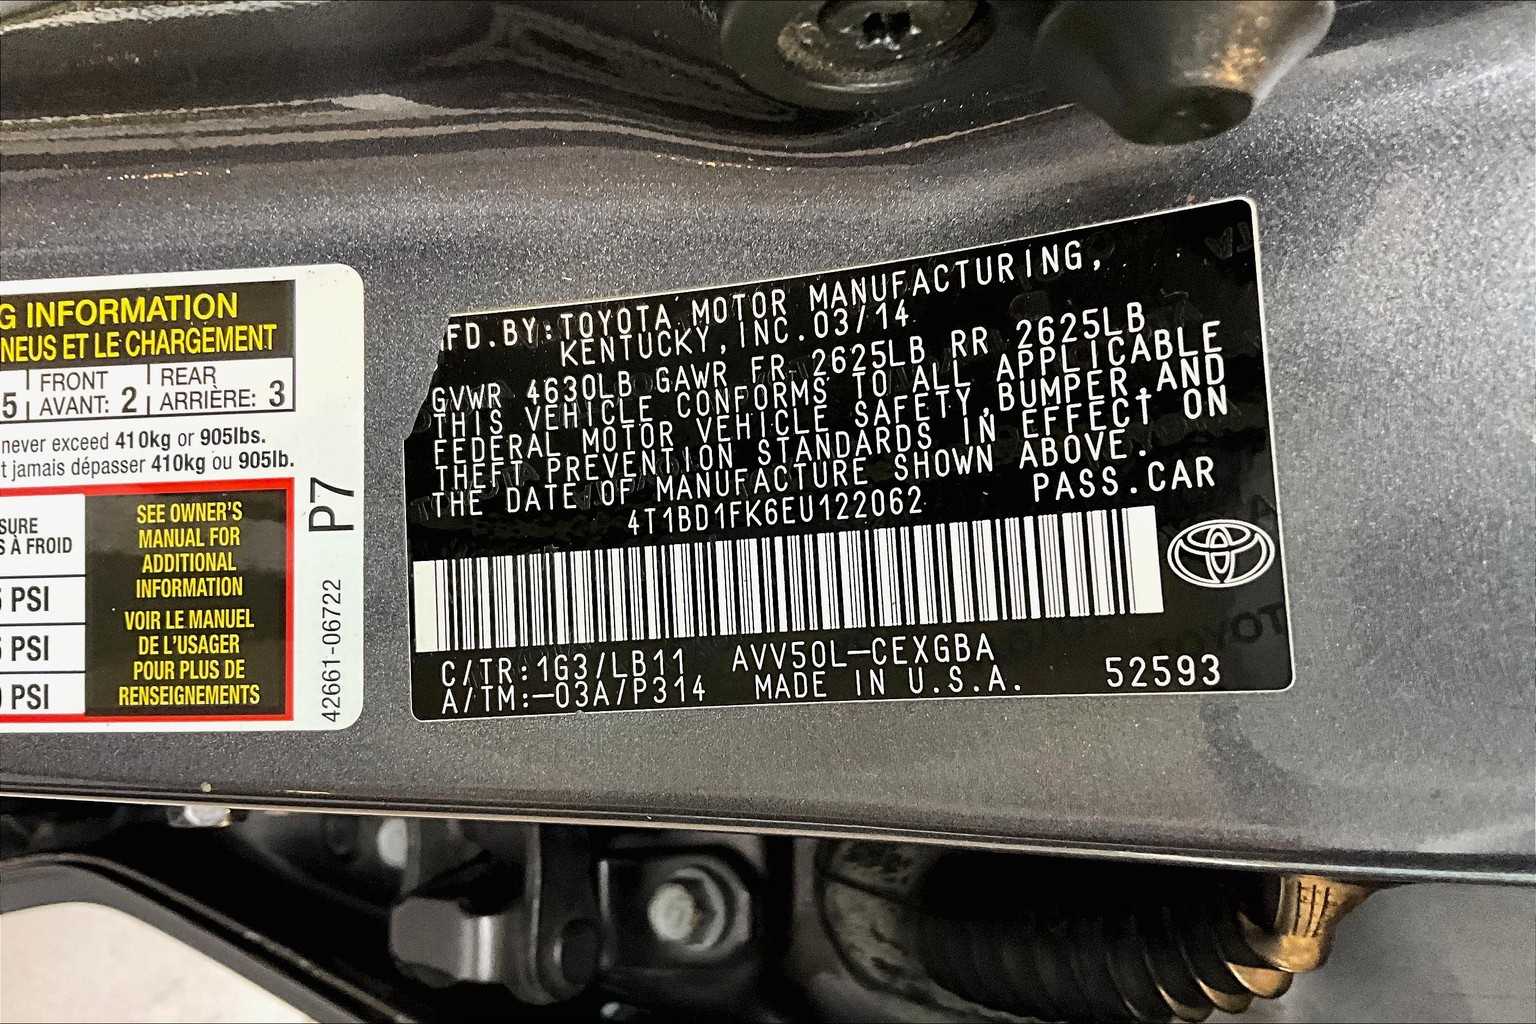 G INFORMATION
NEUS ET LE CHARGEMENT
5 FRONT AVANT: 2 REAR ARRIÈRE: 3
never exceed 410kg or 905lbs.
t jamais dépasser 410kg ou 905lb.
SURE
S À FROID
PSI
PSI
PSI
SEE OWNER'S
MANUAL FOR
ADDITIONAL
INFORMATION
VOIR LE MANUEL
DE L'USAGER
POUR PLUS DE
RENSEIGNEMENTS
P7
42661-06722
FD.BY:TOYOTA MOTOR MANUFACTURING,
KENTUCKY,INC.03/14
GVWR 4630LB GAWR FR 2625LB RR 2625LB
THIS VEHICLE CONFORMS TO ALL APPLICABLE
FEDERAL MOTOR VEHICLE SAFETY,BUMPER,AND
THEFT PREVENTION STANDARDS IN EFFECT ON
THE DATE OF MANUFACTURE SHOWN ABOVE.
4T1BD1FK6EU122062 PASS.CAR
C/TR:1G3/LB11 AVV50L-CEXGBA
A/TM:-03A/P314 MADE IN U.S.A. 52593